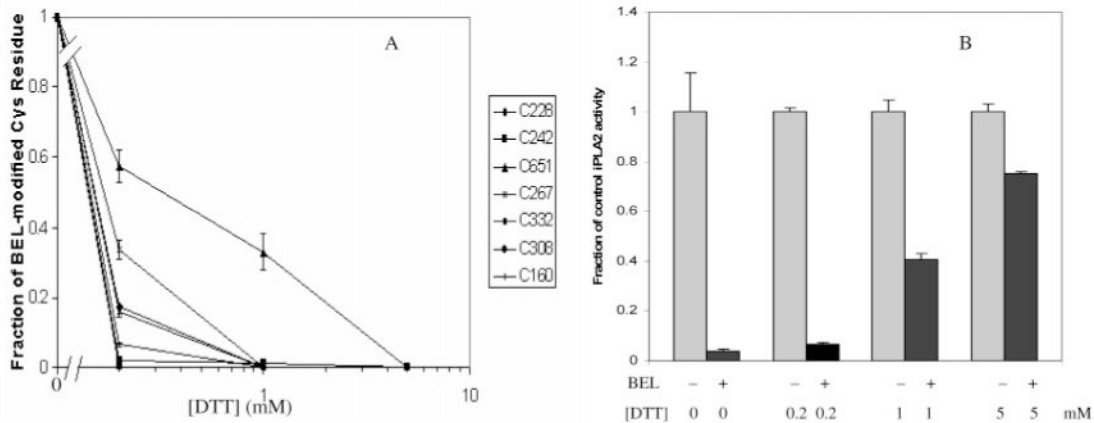 A
Fraction of BEL-modified Cys Residue
1
0.8
0.6
0.4
0.2
0
0 1 10
[DTT] (mM)
C228
C242
C651
C267
C332
C308
C160
B
Fraction of control iPLA2 activity
1.4
1.2
1
0.8
0.6
0.4
0.2
0
BEL – + – + – + – +
[DTT] 0 0 0.2 0.2 1 1 5 5 mM